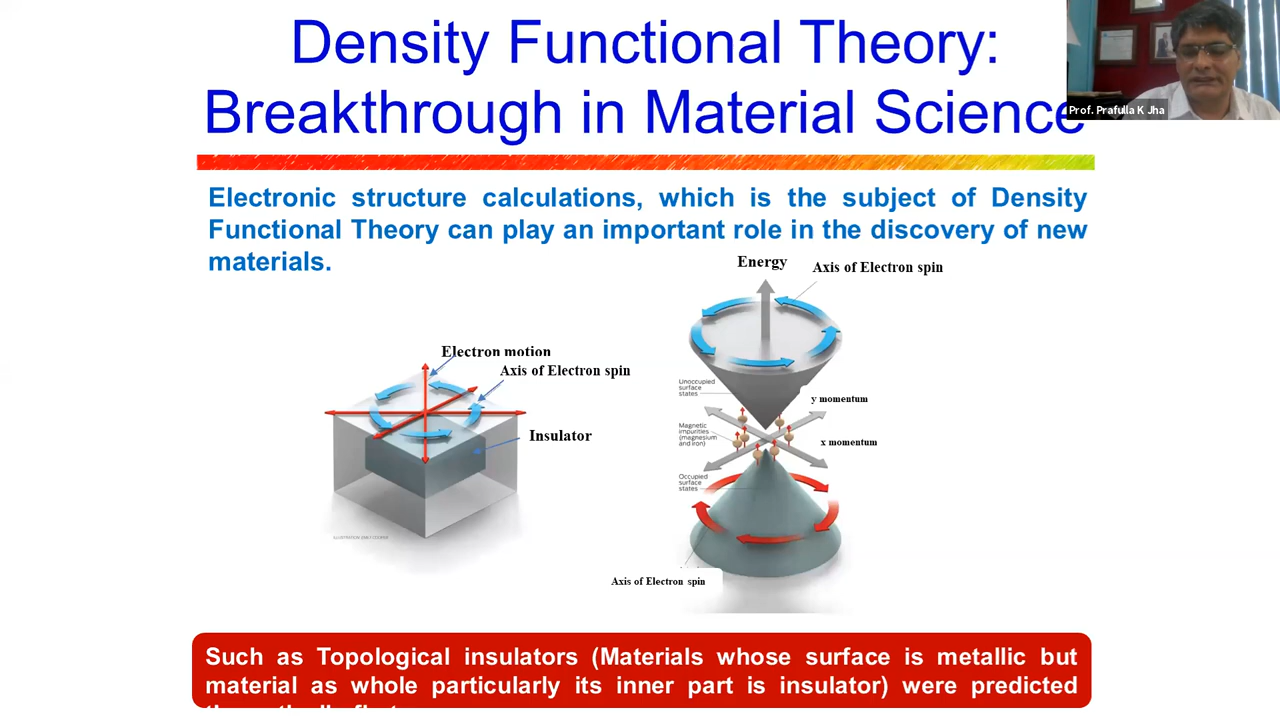 Density Functional Theory:
Breakthrough in Material Science
Prof. Prafulla K Jha
Electronic structure calculations, which is the subject of Density
Functional Theory can play an important role in the discovery of new
materials.
Energy
Axis of Electron spin
Electron motion
Axis of Electron spin
Insulator
Unoccupied
surface
states
y momentum
Magnetic
impurities
(magnesium
and iron)
x momentum
Occupied
surface
states
Axis of Electron spin
Such as Topological insulators (Materials whose surface is metallic but
material as whole particularly its inner part is insulator) were predicted